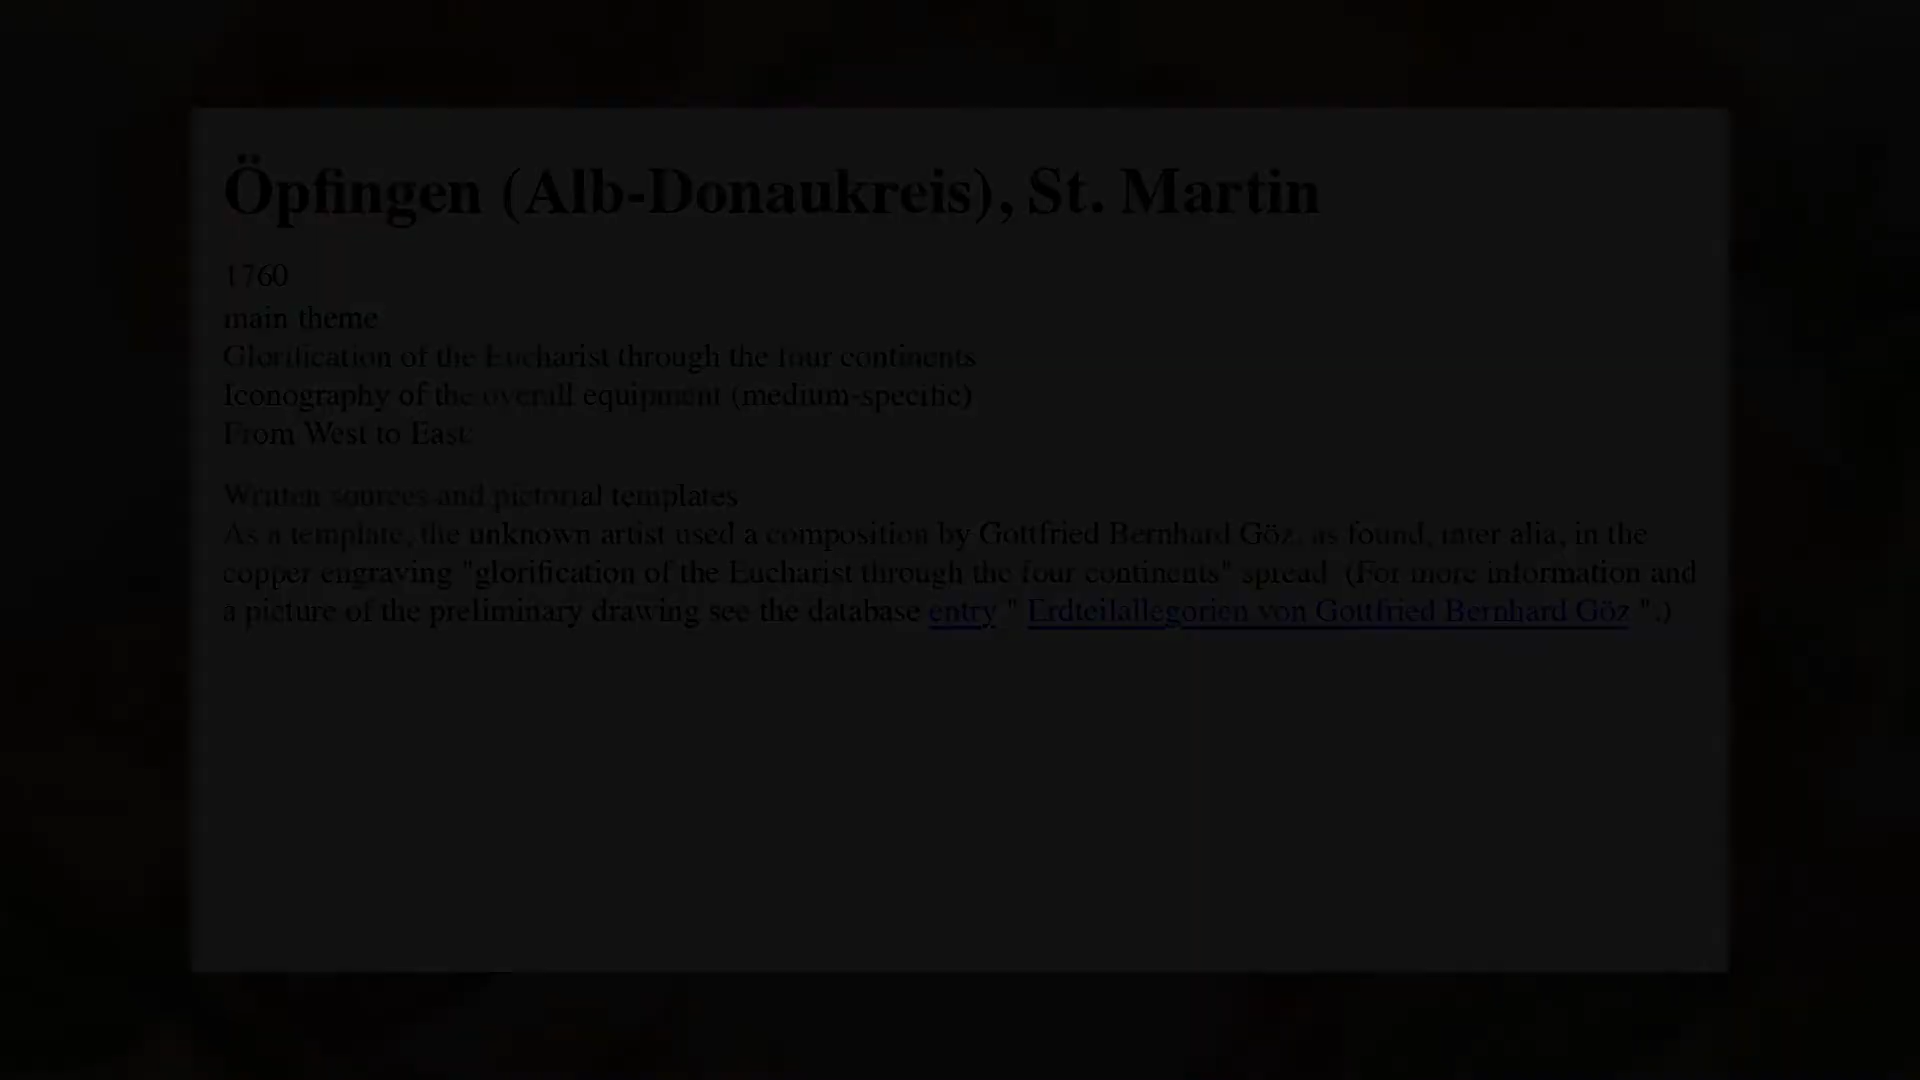 Öpfingen (Alb-Donaukreis), St. Martin
1760
main theme
Glorification of the Eucharist through the four continents
Iconography of the overall equipment (medium-specific)
From West to East:
Written sources and pictorial templates
As a template, the unknown artist used a composition by Gottfried Bernhard Göz, as found, inter alia, in the
copper engraving "glorification of the Eucharist through the four continents" spread. (For more information and
a picture of the preliminary drawing see the database entry " Erdteilallegorien von Gottfried Bernhard Göz ".)